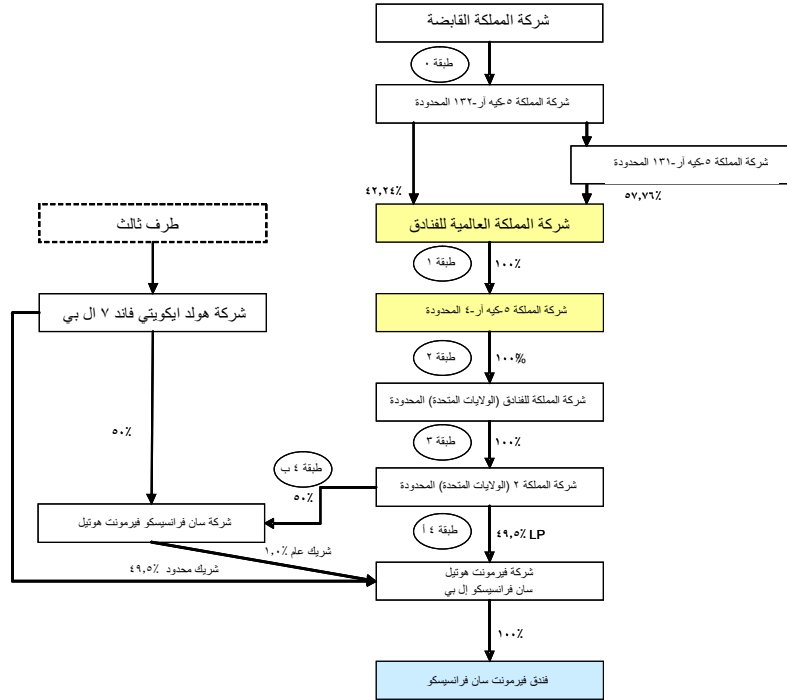 شركة المملكة القابضة
طبقة ٠
شركة المملكة ٥-كيه آر-١٣٢ المحدودة
شركة المملكة ٥-كيه آر-١٣١ المحدودة
٤٢,٢٤٪
٥٧,٧٦٪
طرف ثالث
شركة المملكة العالمية للفنادق
طبقة ١
١٠٠٪
شركة هولد ايكويتي فاند ٧ ال بي
شركة المملكة ٥-كيه آر-٤ المحدودة
طبقة ٢
١٠٠%
شركة المملكة للفنادق (الولايات المتحدة) المحدودة
٥٠٪
طبقة ٣
١٠٠٪
طبقة ٤ ب
٥٠٪
شركة المملكة ٢ (الولايات المتحدة) المحدودة
شركة سان فرانسيسكو فيرمونت هوتيل
طبقة ٤ أ
٤٩,٥٪ LP
شريك عام ١,٠٪
شريك محدود ٤٩,٥٪
شركة فيرمونت هوتيل
سان فرانسيسكو إل بي
١٠٠٪
فندق فيرمونت سان فرانسيسكو